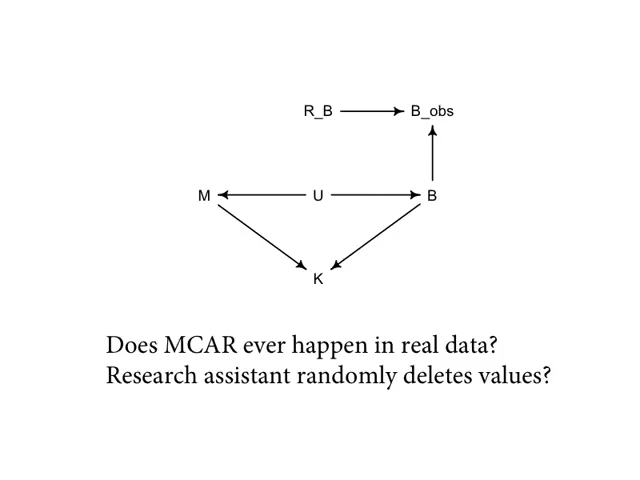 R_B B_obs
M U B
K
Does MCAR ever happen in real data?
Research assistant randomly deletes values?